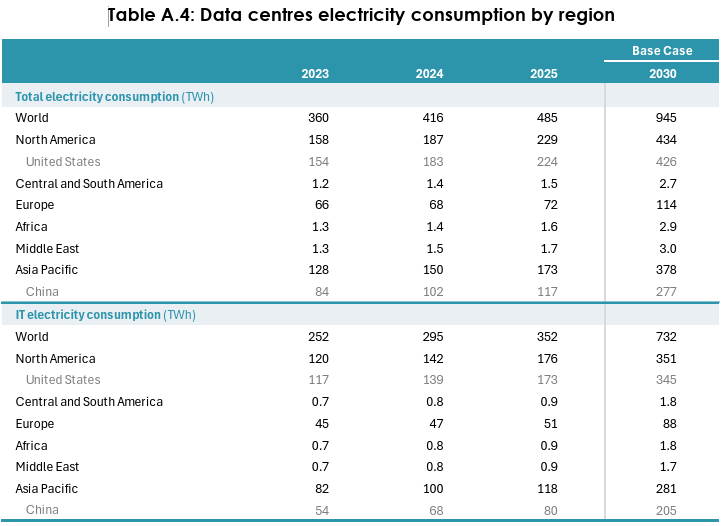 Table A.4: Data centres electricity consumption by region
Base Case
2023 2024 2025 2030
Total electricity consumption (TWh)
World 360 416 485 945
North America 158 187 229 434
United States 154 183 224 426
Central and South America 1.2 1.4 1.5 2.7
Europe 66 68 72 114
Africa 1.3 1.4 1.6 2.9
Middle East 1.3 1.5 1.7 3.0
Asia Pacific 128 150 173 378
China 84 102 117 277
IT electricity consumption (TWh)
World 252 295 352 732
North America 120 142 176 351
United States 117 139 173 345
Central and South America 0.7 0.8 0.9 1.8
Europe 45 47 51 88
Africa 0.7 0.8 0.9 1.8
Middle East 0.7 0.8 0.9 1.7
Asia Pacific 82 100 118 281
China 54 68 80 205